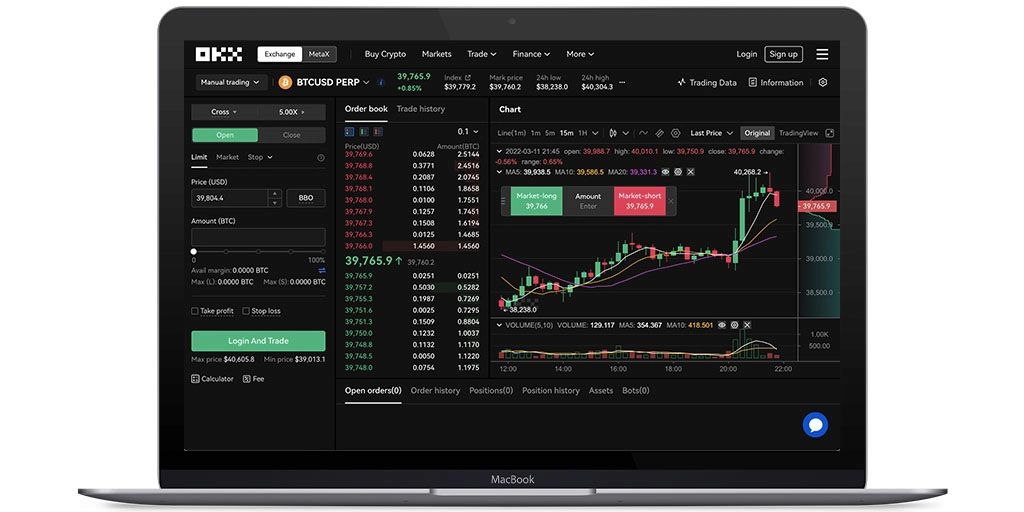 OKX Exchange MetaX Buy Crypto Markets Trade Finance More Login Sign up
Manual trading BTCUSD PERP 39,765.9 +0.85% Index $39,779.2 Mark price $39,760.2 24h low $38,238.0 24h high $40,304.3 ••• Trading Data Information
Cross 5.00X
Open Close
Limit Market Stop
Price (USD)
39,804.4 BBO
Amount (BTC)
0 100%
Avail margin: 0.0000 BTC
Max (L): 0.0000 BTC Max (S): 0.0000 BTC
Take profit Stop loss
Login And Trade
Max price $40,605.8 Min price $39,013.1
Calculator Fee
Order book Trade history
0.1
Price(USD) Amount(BTC)
39,769.6 0.0628 2.5144
39,768.8 0.3771 2.4516
39,768.4 0.2087 2.0745
39,768.1 0.1106 1.8658
39,768.0 0.0100 1.7551
39,767.9 0.1257 1.7451
39,767.3 0.1508 1.6194
39,766.3 0.0125 1.4685
39,766.0 1.4560 1.4560
39,765.9↑ 39,760.2
39,765.9 0.0251 0.0251
39,757.2 0.5030 0.5282
39,755.3 0.1987 0.7269
39,751.6 0.0025 0.7295
39,751.3 0.1509 0.8804
39,750.0 0.1232 1.0037
39,748.8 0.1132 1.1170
39,748.5 0.0050 1.1220
39,748.0 0.0754 1.1975
Chart
Line(1m) 1m 5m 15m 1H Last Price Original TradingView
2022-03-11 21:45 open: 39,988.7 high: 40,010.1 low: 39,750.9 close: 39,765.9 change:
-0.56% range: 0.65%
MA5: 39,938.5 MA10: 39,586.5 MA20: 39,331.3
40,268.2
Market-long 39,766 Amount Enter Market-short 39,765.9
40,000.0
39,765.9
39,500.0
39,000.0
38,500.0
38,238.0
VOLUME(5,10) VOLUME: 129.117 MA5: 354.367 MA10: 418.501
1.00K
500.00
12:00 14:00 16:00 18:00 20:00 22:00
Open orders(0) Order history Positions(0) Position history Assets Bots(0)
MacBook